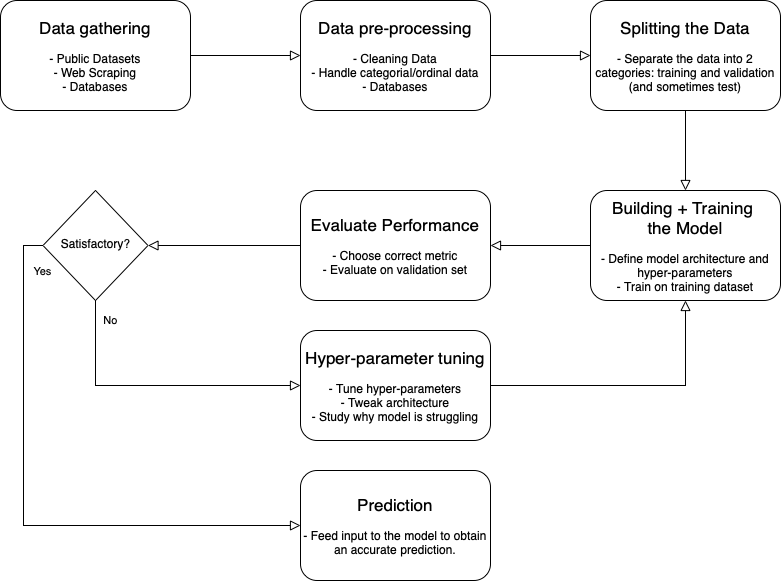 Data gathering
- Public Datasets
- Web Scraping
- Databases
Data pre-processing
- Cleaning Data
- Handle categorial/ordinal data
- Databases
Splitting the Data
- Separate the data into 2
categories: training and validation
(and sometimes test)
Building + Training
the Model
- Define model architecture and
hyper-parameters
- Train on training dataset
Evaluate Performance
- Choose correct metric
- Evaluate on validation set
Satisfactory?
Yes
No
Hyper-parameter tuning
- Tune hyper-parameters
- Tweak architecture
- Study why model is struggling
Prediction
- Feed input to the model to obtain
an accurate prediction.